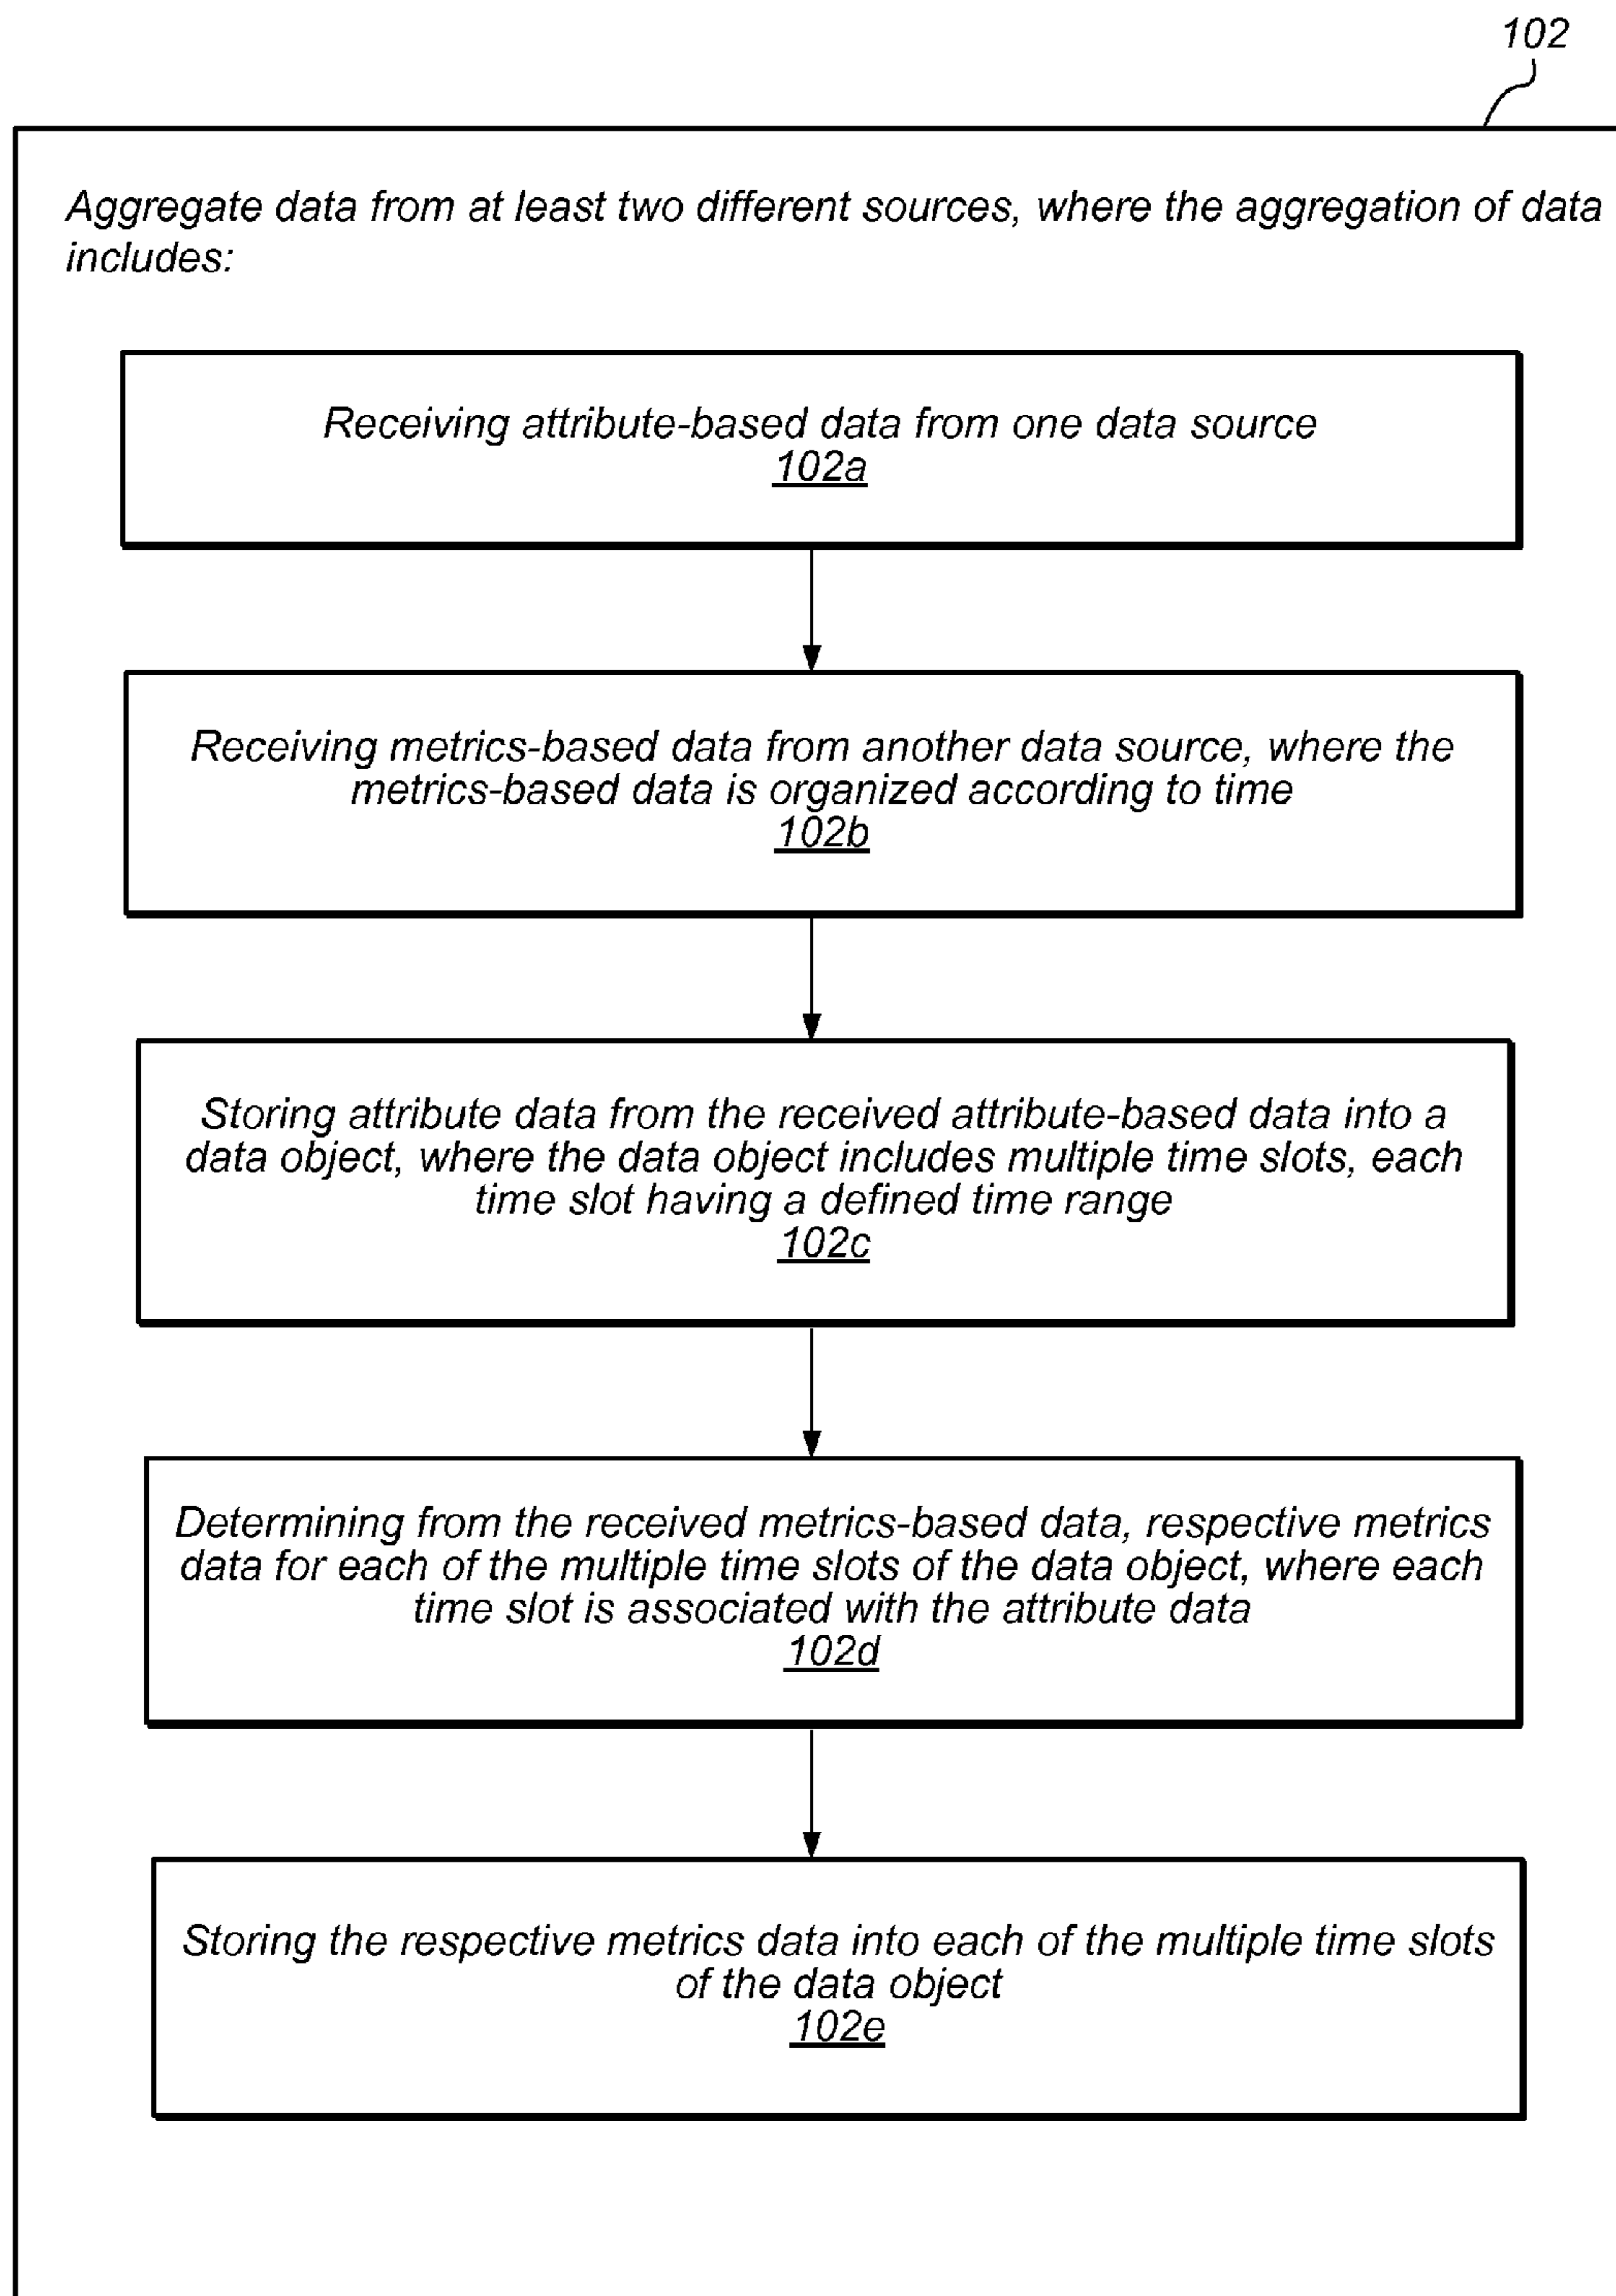 102
Aggregate data from at least two different sources, where the aggregation of data
includes:
Receiving attribute-based data from one data source
102a
Receiving metrics-based data from another data source, where the
metrics-based data is organized according to time
102b
Storing attribute data from the received attribute-based data into a
data object, where the data object includes multiple time slots, each
time slot having a defined time range
102c
Determining from the received metrics-based data, respective metrics
data for each of the multiple time slots of the data object, where each
time slot is associated with the attribute data
102d
Storing the respective metrics data into each of the multiple time slots
of the data object
102e